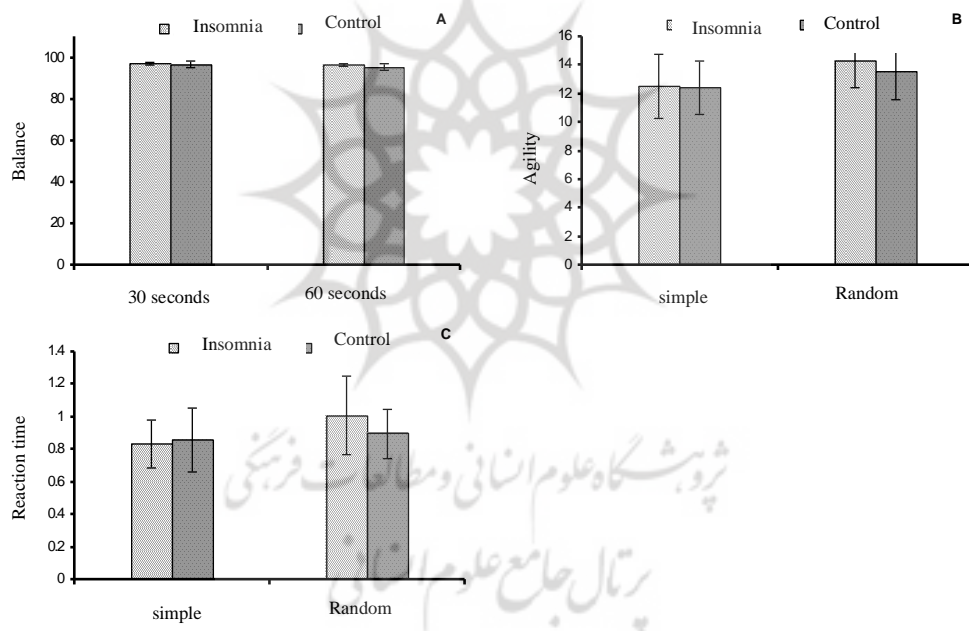 A
Insomnia Control
100
80
60
40
20
0
Balance
30 seconds 60 seconds
B
Insomnia Control
16
14
12
10
8
6
4
2
0
Agility
simple Random
C
Insomnia Control
1.4
1.2
1
0.8
0.6
0.4
0.2
0
Reaction time
simple Random
پژوهشگاه علوم انسانی و مطالعات فرهنگی
پرتال جامع علوم انسانی